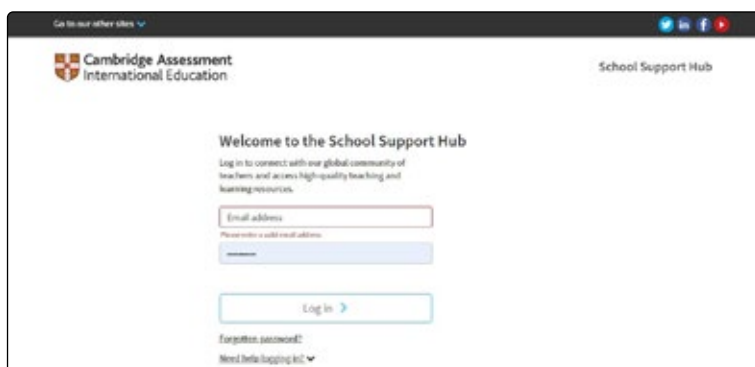 Go to our other sites
Cambridge Assessment
International Education
School Support Hub
Welcome to the School Support Hub
Log in to connect with our global community of
teachers and access high-quality teaching and
learning resources.
Email address
Please enter a valid email address
Log in
Forgotten password?
Need help logging in?